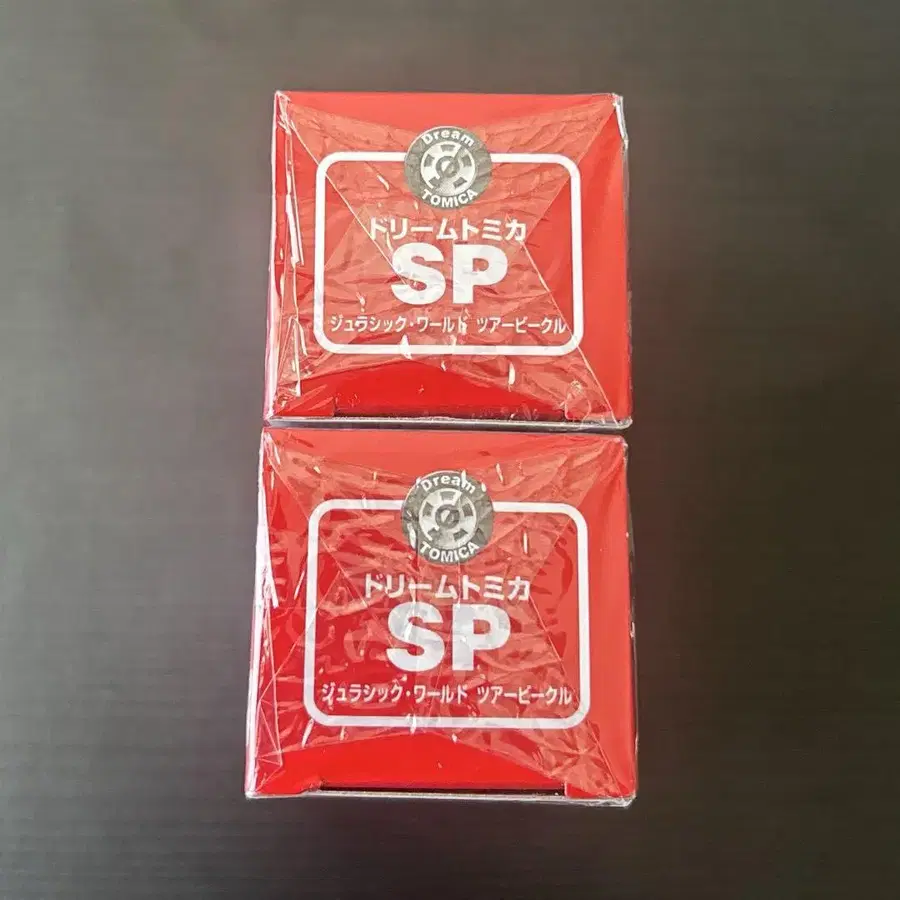 Dream
TOMICA
ドリームトミカ
SP
ジュラシック・ワールド ツアービークル
Dream
TOMICA
ドリームトミカ
SP
ジュラシック・ワールド ツアービークル